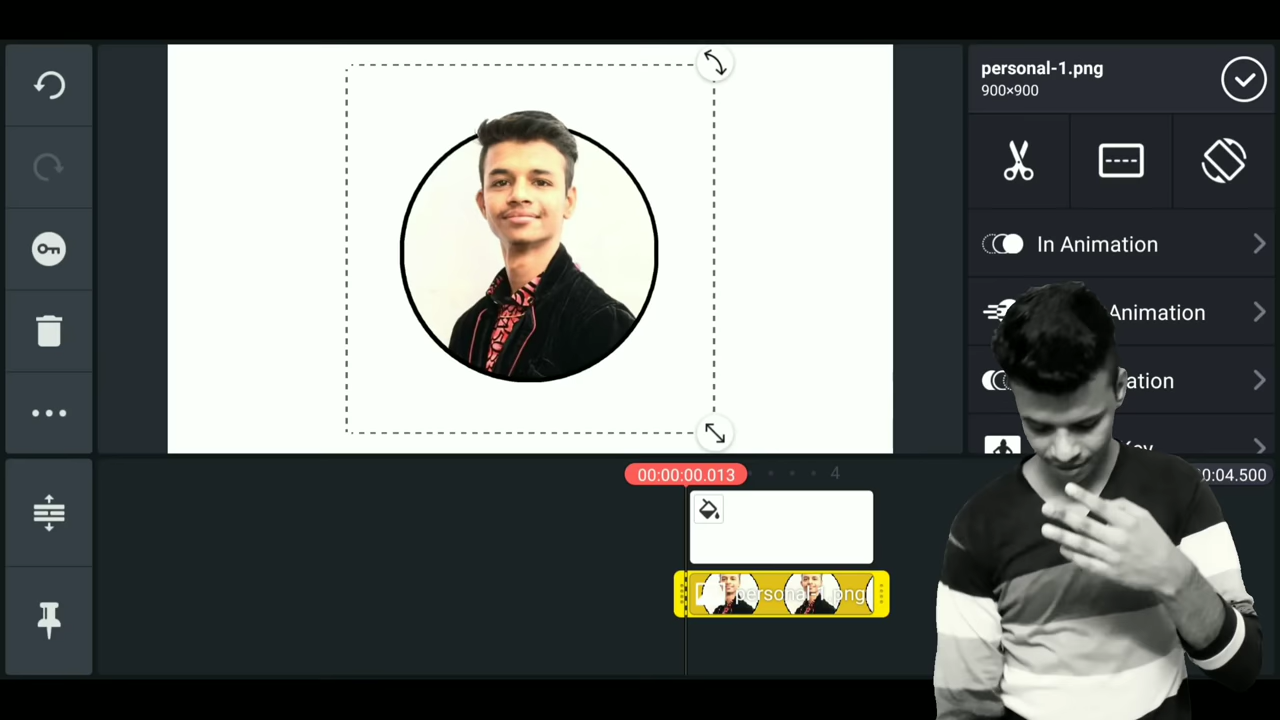 personal-1.png
900×900
In Animation
Animation
ation
00:00:00.013
4
0:04.500
personal-1.png